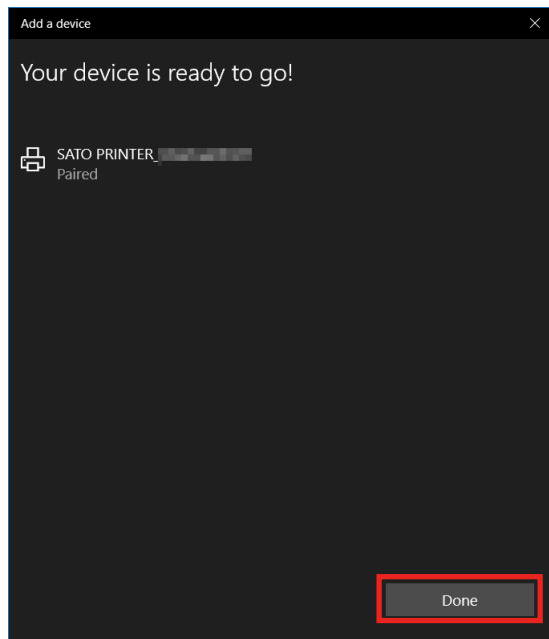 Add a device
Your device is ready to go!
SATO PRINTER_
Paired
Done